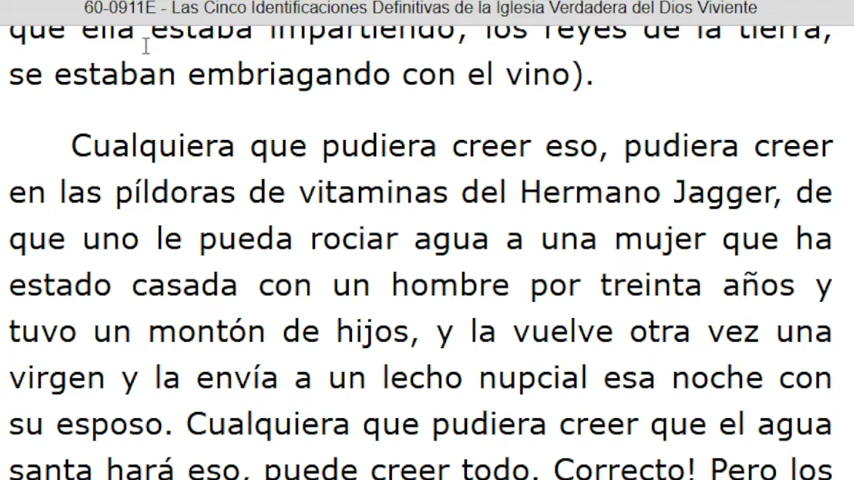 60-0911E - Las Cinco Identificaciones Definitivas de la Iglesia Verdadera del Dios Viviente
que ella estaba impartiendo, los reyes de la tierra,
se estaban embriagando con el vino).
Cualquiera que pudiera creer eso, pudiera creer
en las píldoras de vitaminas del Hermano Jagger, de
que uno le pueda rociar agua a una mujer que ha
estado casada con un hombre por treinta años y
tuvo un montón de hijos, y la vuelve otra vez una
virgen y la envía a un lecho nupcial esa noche con
su esposo. Cualquiera que pudiera creer que el agua
santa hará eso, puede creer todo. Correcto! Pero los